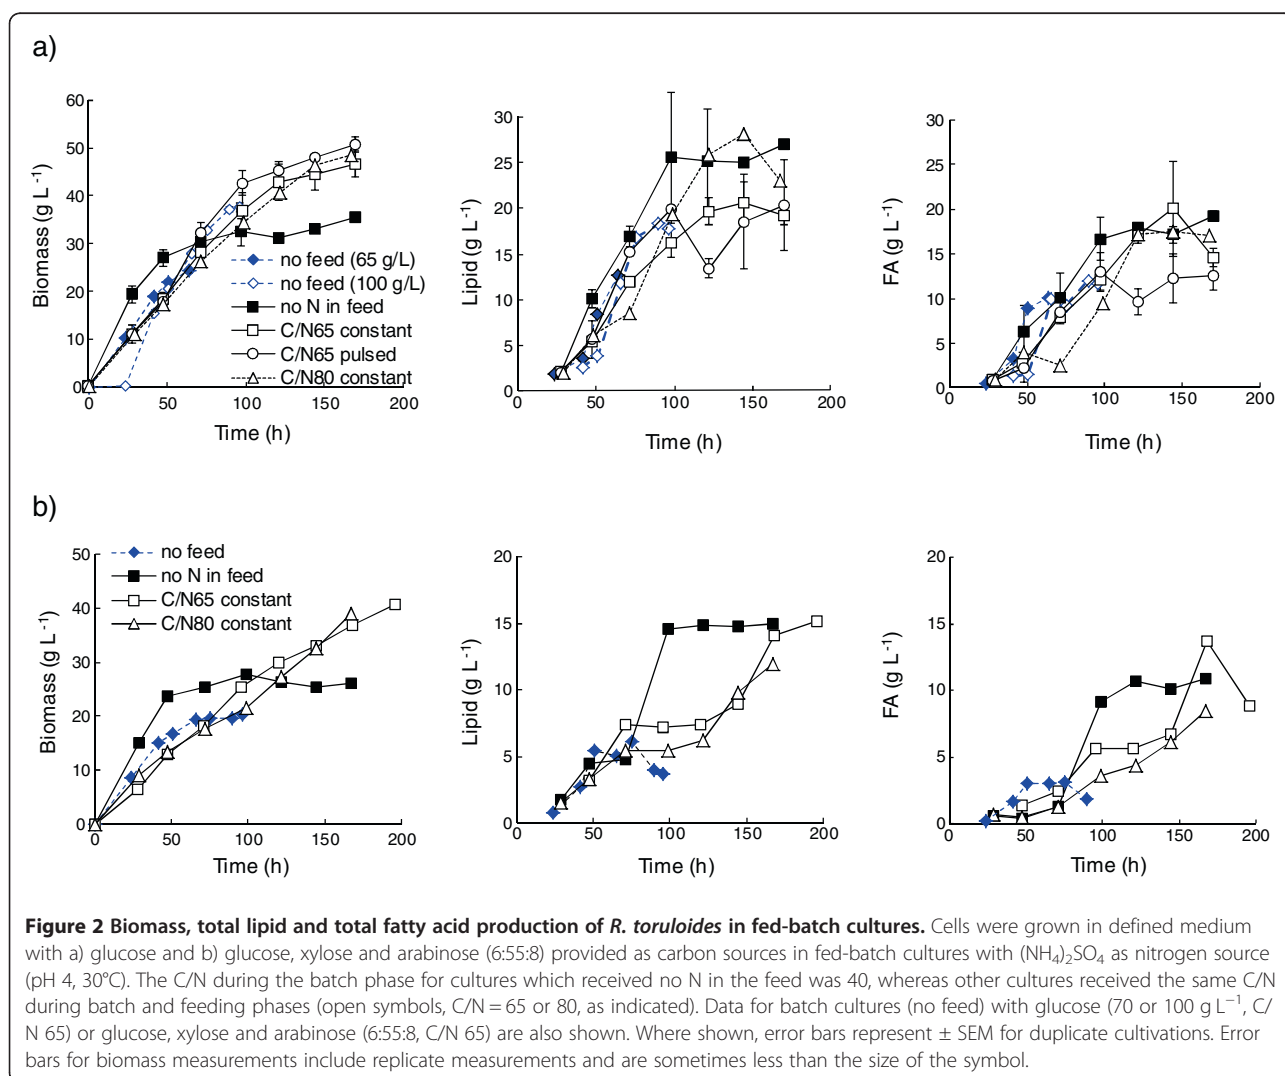 a)
60
50
40
30
20
10
0
0
50
100
150
200
Biomass (g L⁻¹)
Time (h)
no feed (65 g/L)
no feed (100 g/L)
no N in feed
C/N65 constant
C/N65 pulsed
C/N80 constant
30
25
20
15
10
5
0
0
50
100
150
200
Lipid (g L⁻¹)
Time (h)
30
25
20
15
10
5
0
0
50
100
150
200
FA (g L⁻¹)
Time (h)
b)
50
40
30
20
10
0
0
50
100
150
200
Biomass (g L⁻¹)
Time (h)
no feed
no N in feed
C/N65 constant
C/N80 constant
20
15
10
5
0
0
50
100
150
200
Lipid (g L⁻¹)
Time (h)
20
15
10
5
0
0
50
100
150
200
FA (g L⁻¹)
Time (h)
Figure 2 Biomass, total lipid and total fatty acid production of R. toruloides in fed-batch cultures. Cells were grown in defined medium
with a) glucose and b) glucose, xylose and arabinose (6:55:8) provided as carbon sources in fed-batch cultures with (NH₄)₂SO₄ as nitrogen source
(pH 4, 30°C). The C/N during the batch phase for cultures which received no N in the feed was 40, whereas other cultures received the same C/N
during batch and feeding phases (open symbols, C/N = 65 or 80, as indicated). Data for batch cultures (no feed) with glucose (70 or 100 g L⁻¹, C/
N 65) or glucose, xylose and arabinose (6:55:8, C/N 65) are also shown. Where shown, error bars represent ± SEM for duplicate cultivations. Error
bars for biomass measurements include replicate measurements and are sometimes less than the size of the symbol.